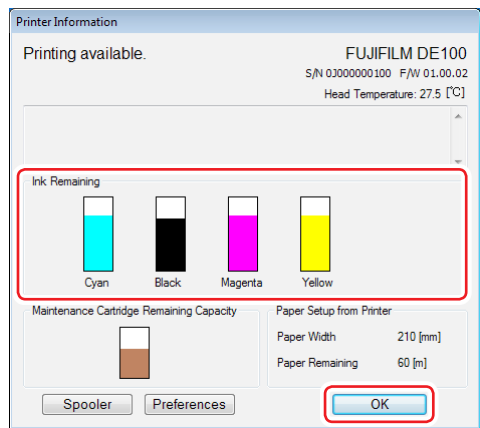 Printer Information
Printing available.
FUJIFILM DE100
S/N 0J000000100 F/W 01.00.02
Head Temperature: 27.5 [℃]
Ink Remaining
Cyan Black Magenta Yellow
Maintenance Cartridge Remaining Capacity
Paper Setup from Printer
Paper Width 210 [mm]
Paper Remaining 60 [m]
Spooler Preferences OK